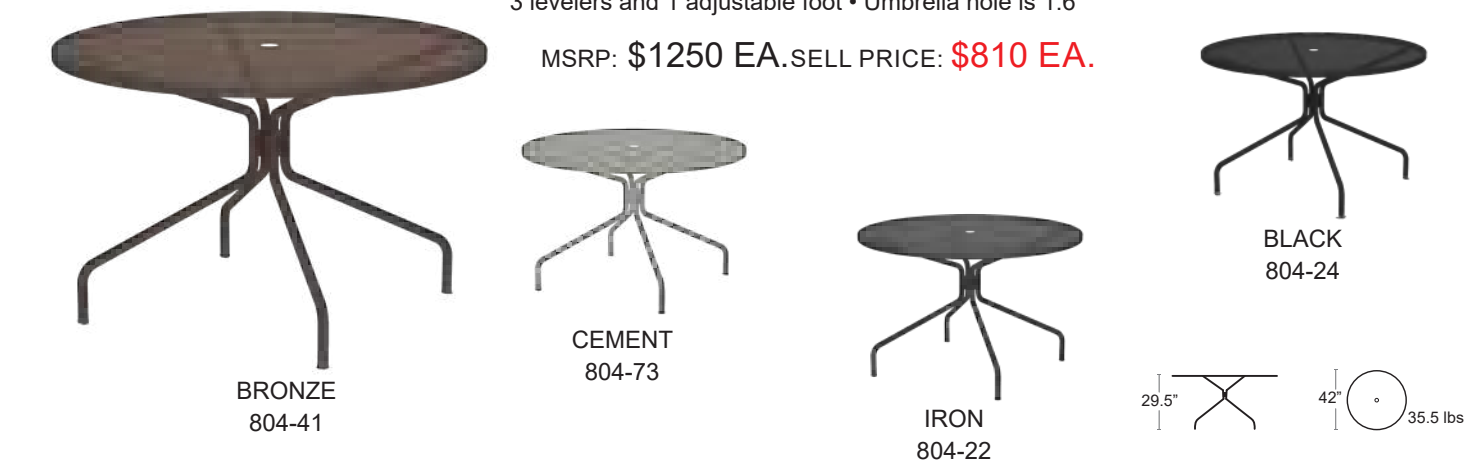 3 levelers and 1 adjustable foot • Umbrella hole is 1.6"
MSRP: $1250 EA. SELL PRICE: $810 EA.
BLACK
804-24
CEMENT
804-73
BRONZE
804-41
IRON
804-22
29.5”
42”
35.5 lbs